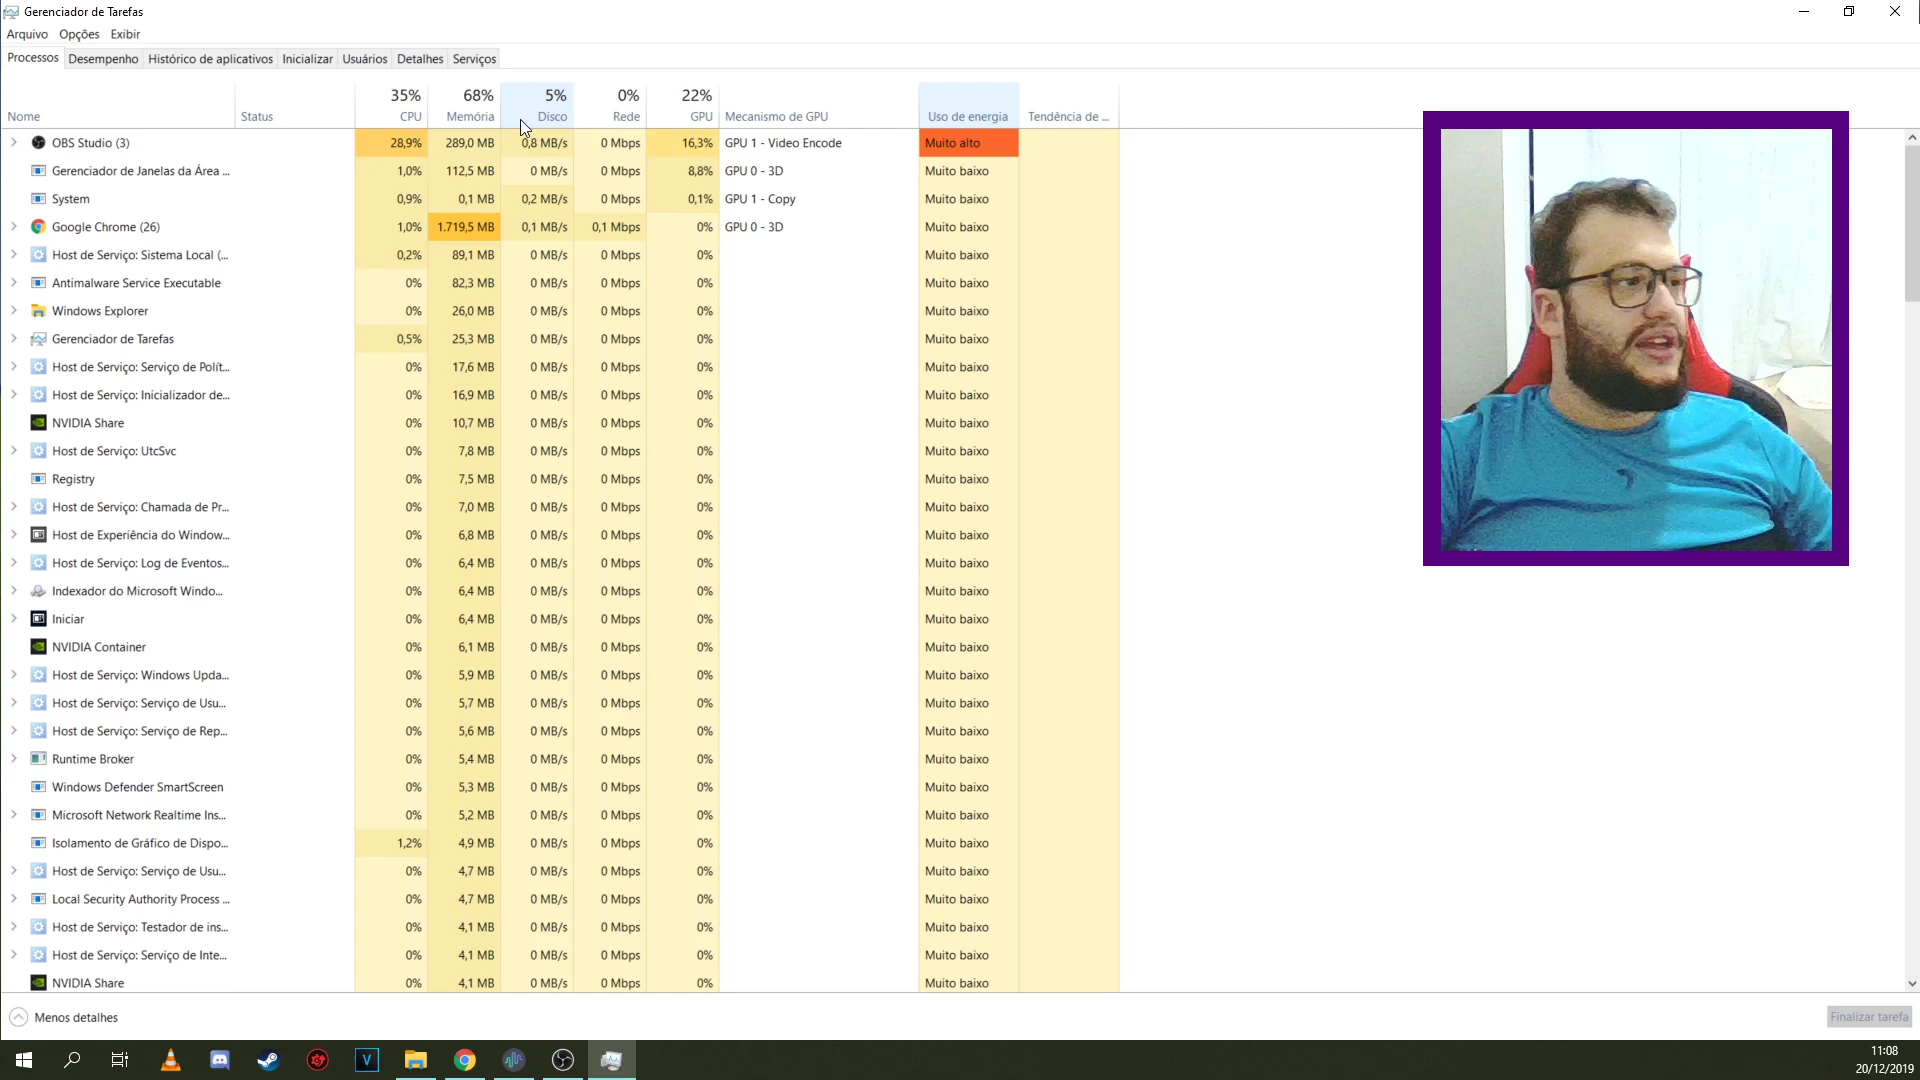 Gerenciador de Tarefas
Arquivo Opções Exibir
Processos Desempenho Histórico de aplicativos Inicializar Usuários Detalhes Serviços
35% 68% 5% 0% 22%
Nome Status CPU Memória Disco Rede GPU Mecanismo de GPU Uso de energia Tendência de ...
OBS Studio (3) 28,9% 289,0 MB 0,8 MB/s 0 Mbps 16,3% GPU 1 - Video Encode Muito alto
Gerenciador de Janelas da Área ... 1,0% 112,5 MB 0 MB/s 0 Mbps 8,8% GPU 0 - 3D Muito baixo
System 0,9% 0,1 MB 0,2 MB/s 0 Mbps 0,1% GPU 1 - Copy Muito baixo
Google Chrome (26) 1,0% 1.719,5 MB 0,1 MB/s 0,1 Mbps 0% GPU 0 - 3D Muito baixo
Host de Serviço: Sistema Local (... 0,2% 89,1 MB 0 MB/s 0 Mbps 0% Muito baixo
Antimalware Service Executable 0% 82,3 MB 0 MB/s 0 Mbps 0% Muito baixo
Windows Explorer 0% 26,0 MB 0 MB/s 0 Mbps 0% Muito baixo
Gerenciador de Tarefas 0,5% 25,3 MB 0 MB/s 0 Mbps 0% Muito baixo
Host de Serviço: Serviço de Polít... 0% 17,6 MB 0 MB/s 0 Mbps 0% Muito baixo
Host de Serviço: Inicializador de... 0% 16,9 MB 0 MB/s 0 Mbps 0% Muito baixo
NVIDIA Share 0% 10,7 MB 0 MB/s 0 Mbps 0% Muito baixo
Host de Serviço: UtcSvc 0% 7,8 MB 0 MB/s 0 Mbps 0% Muito baixo
Registry 0% 7,5 MB 0 MB/s 0 Mbps 0% Muito baixo
Host de Serviço: Chamada de Pr... 0% 7,0 MB 0 MB/s 0 Mbps 0% Muito baixo
Host de Experiência do Window... 0% 6,8 MB 0 MB/s 0 Mbps 0% Muito baixo
Host de Serviço: Log de Eventos... 0% 6,4 MB 0 MB/s 0 Mbps 0% Muito baixo
Indexador do Microsoft Windo... 0% 6,4 MB 0 MB/s 0 Mbps 0% Muito baixo
Iniciar 0% 6,4 MB 0 MB/s 0 Mbps 0% Muito baixo
NVIDIA Container 0% 6,1 MB 0 MB/s 0 Mbps 0% Muito baixo
Host de Serviço: Windows Upda... 0% 5,9 MB 0 MB/s 0 Mbps 0% Muito baixo
Host de Serviço: Serviço de Usu... 0% 5,7 MB 0 MB/s 0 Mbps 0% Muito baixo
Host de Serviço: Serviço de Rep... 0% 5,6 MB 0 MB/s 0 Mbps 0% Muito baixo
Runtime Broker 0% 5,4 MB 0 MB/s 0 Mbps 0% Muito baixo
Windows Defender SmartScreen 0% 5,3 MB 0 MB/s 0 Mbps 0% Muito baixo
Microsoft Network Realtime Ins... 0% 5,2 MB 0 MB/s 0 Mbps 0% Muito baixo
Isolamento de Gráfico de Dispo... 1,2% 4,9 MB 0 MB/s 0 Mbps 0% Muito baixo
Host de Serviço: Serviço de Usu... 0% 4,7 MB 0 MB/s 0 Mbps 0% Muito baixo
Local Security Authority Process ... 0% 4,7 MB 0 MB/s 0 Mbps 0% Muito baixo
Host de Serviço: Testador de ins... 0% 4,1 MB 0 MB/s 0 Mbps 0% Muito baixo
Host de Serviço: Serviço de Inte... 0% 4,1 MB 0 MB/s 0 Mbps 0% Muito baixo
NVIDIA Share 0% 4,1 MB 0 MB/s 0 Mbps 0% Muito baixo
Menos detalhes
Finalizar tarefa
V
11:08
20/12/2019